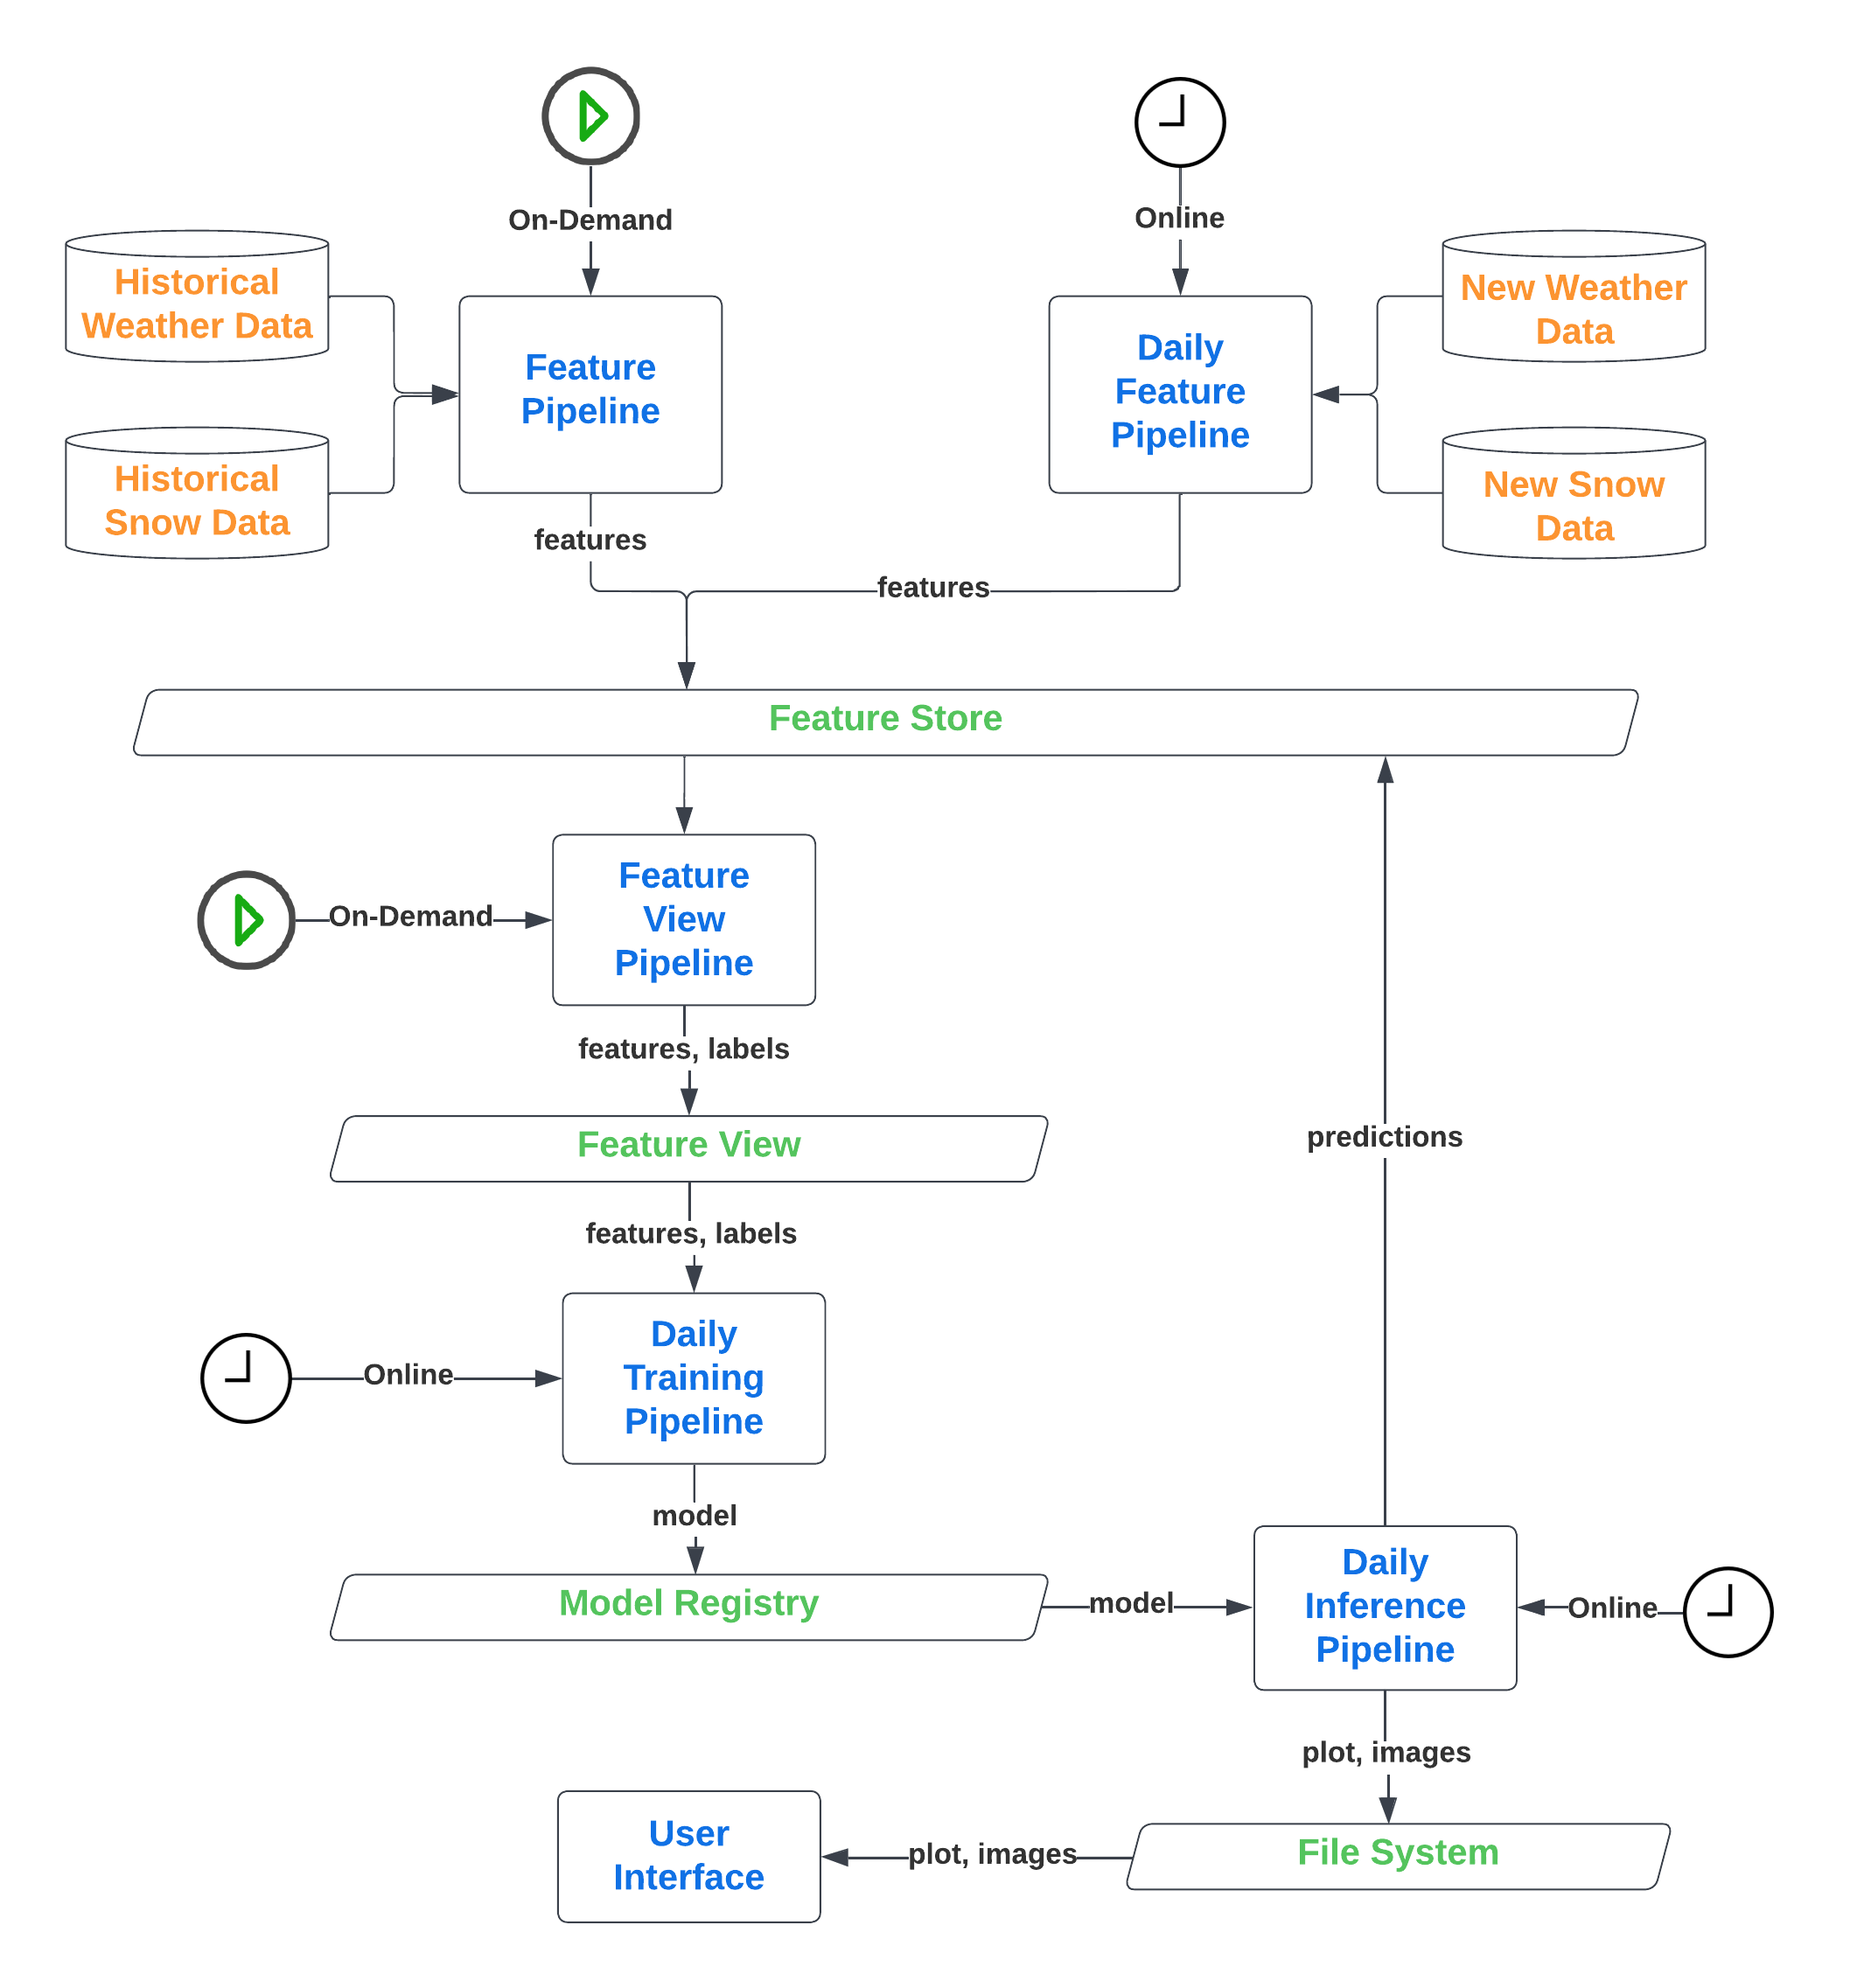 On-Demand
Online
Historical
Weather Data
Feature
Pipeline
Daily
Feature
Pipeline
New Weather
Data
Historical
Snow Data
New Snow
Data
features
features
Feature Store
Feature
View
Pipeline
On-Demand
features, labels
predictions
Feature View
features, labels
Daily
Training
Pipeline
Online
model
Model Registry
model
Daily
Inference
Pipeline
Online
plot, images
User
Interface
plot, images
File System